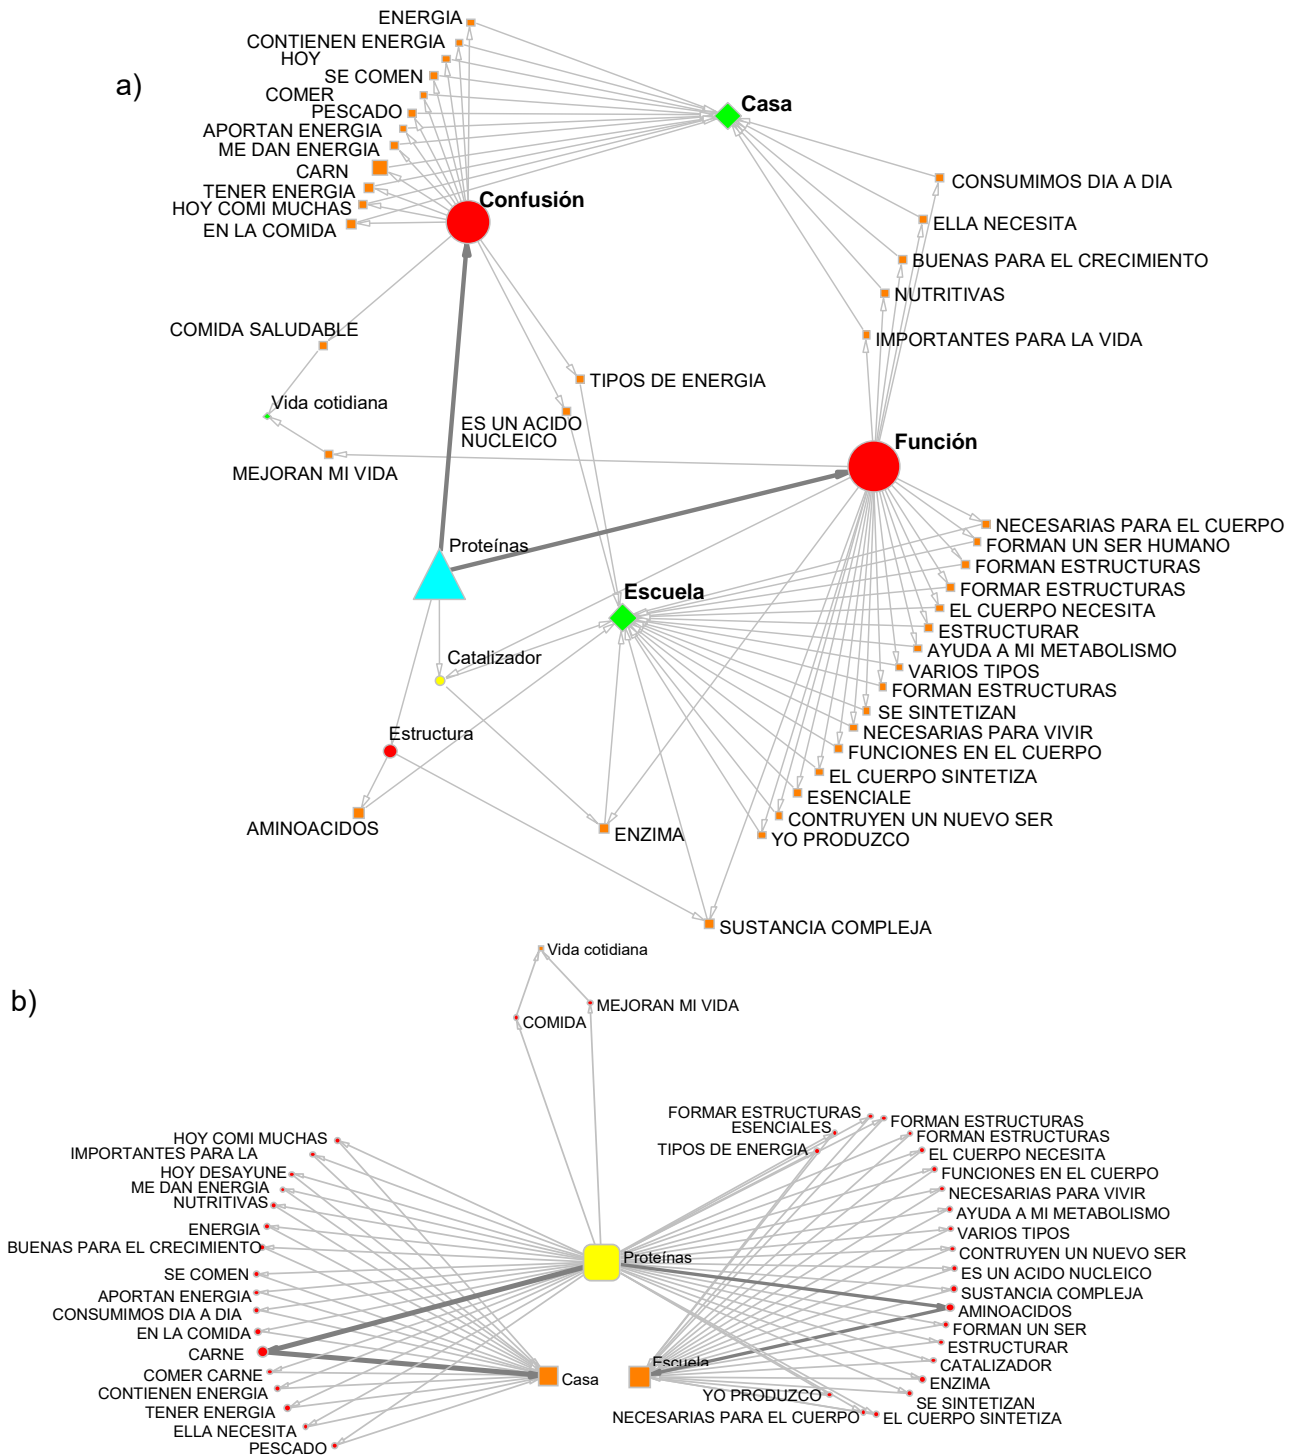 a)
ENERGIA
CONTIENEN ENERGIA
HOY
SE COMEN
COMER
PESCADO
APORTAN ENERGIA
ME DAN ENERGIA
CARN
TENER ENERGIA
HOY COMI MUCHAS
EN LA COMIDA
Casa
Confusión
CONSUMIMOS DIA A DIA
ELLA NECESITA
BUENAS PARA EL CRECIMIENTO
NUTRITIVAS
IMPORTANTES PARA LA VIDA
COMIDA SALUDABLE
TIPOS DE ENERGIA
Vida cotidiana
ES UN ACIDO
NUCLEICO
MEJORAN MI VIDA
Función
Proteínas
Escuela
NECESARIAS PARA EL CUERPO
FORMAN UN SER HUMANO
FORMAN ESTRUCTURAS
FORMAR ESTRUCTURAS
EL CUERPO NECESITA
ESTRUCTURAR
AYUDA A MI METABOLISMO
VARIOS TIPOS
FORMAN ESTRUCTURAS
SE SINTETIZAN
NECESARIAS PARA VIVIR
FUNCIONES EN EL CUERPO
EL CUERPO SINTETIZA
ESENCIALE
CONTRUYEN UN NUEVO SER
YO PRODUZCO
Catalizador
Estructura
AMINOACIDOS
ENZIMA
SUSTANCIA COMPLEJA
b)
Vida cotidiana
MEJORAN MI VIDA
COMIDA
HOY COMI MUCHAS
IMPORTANTES PARA LA
HOY DESAYUNE
ME DAN ENERGIA
NUTRITIVAS
ENERGIA
BUENAS PARA EL CRECIMIENTO
SE COMEN
APORTAN ENERGIA
CONSUMIMOS DIA A DIA
EN LA COMIDA
CARNE
COMER CARNE
CONTIENEN ENERGIA
TENER ENERGIA
ELLA NECESITA
PESCADO
Proteínas
Casa
Escuela
FORMAR ESTRUCTURAS
ESENCIALES
TIPOS DE ENERGIA
FORMAN ESTRUCTURAS
FORMAN ESTRUCTURAS
EL CUERPO NECESITA
FUNCIONES EN EL CUERPO
NECESARIAS PARA VIVIR
AYUDA A MI METABOLISMO
VARIOS TIPOS
CONTRUYEN UN NUEVO SER
ES UN ACIDO NUCLEICO
SUSTANCIA COMPLEJA
AMINOACIDOS
FORMAN UN SER
ESTRUCTURAR
CATALIZADOR
ENZIMA
SE SINTETIZAN
EL CUERPO SINTETIZA
YO PRODUZCO
NECESARIAS PARA EL CUERPO